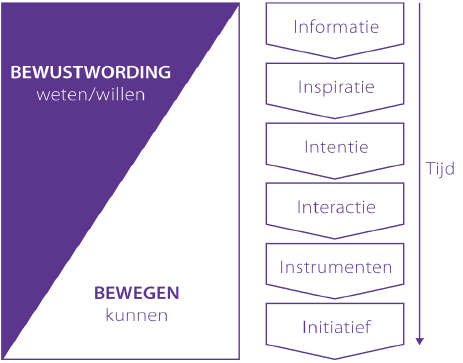 BEWUSTWORDING
weten/willen
BEWEGEN
kunnen
Informatie
Inspiratie
Intentie
Interactie
Instrumenten
Initiatief
Tijd